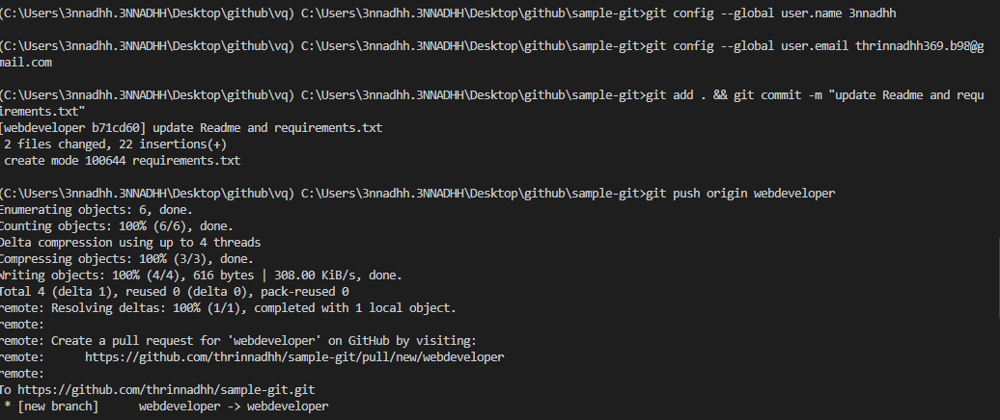 (C:\Users\3nnadhh.3NNADHH\Desktop\github\vq) C:\Users\3nnadhh.3NNADHH\Desktop\github\sample-git>git config --global user.name 3nnadhh
(C:\Users\3nnadhh.3NNADHH\Desktop\github\vq) C:\Users\3nnadhh.3NNADHH\Desktop\github\sample-git>git config --global user.email thrinnadhh369.b98@g
mail.com
(C:\Users\3nnadhh.3NNADHH\Desktop\github\vq) C:\Users\3nnadhh.3NNADHH\Desktop\github\sample-git>git add . && git commit -m "update Readme and requ
irements.txt"
[webdeveloper b71cd60] update Readme and requirements.txt
2 files changed, 22 insertions(+)
create mode 100644 requirements.txt
(C:\Users\3nnadhh.3NNADHH\Desktop\github\vq) C:\Users\3nnadhh.3NNADHH\Desktop\github\sample-git>git push origin webdeveloper
Enumerating objects: 6, done.
Counting objects: 100% (6/6), done.
Delta compression using up to 4 threads
Compressing objects: 100% (3/3), done.
Writing objects: 100% (4/4), 616 bytes | 308.00 KiB/s, done.
Total 4 (delta 1), reused 0 (delta 0), pack-reused 0
remote: Resolving deltas: 100% (1/1), completed with 1 local object.
remote:
remote: Create a pull request for 'webdeveloper' on GitHub by visiting:
remote:      https://github.com/thrinnadhh/sample-git/pull/new/webdeveloper
remote:
To https://github.com/thrinnadhh/sample-git.git
* [new branch]      webdeveloper -> webdeveloper